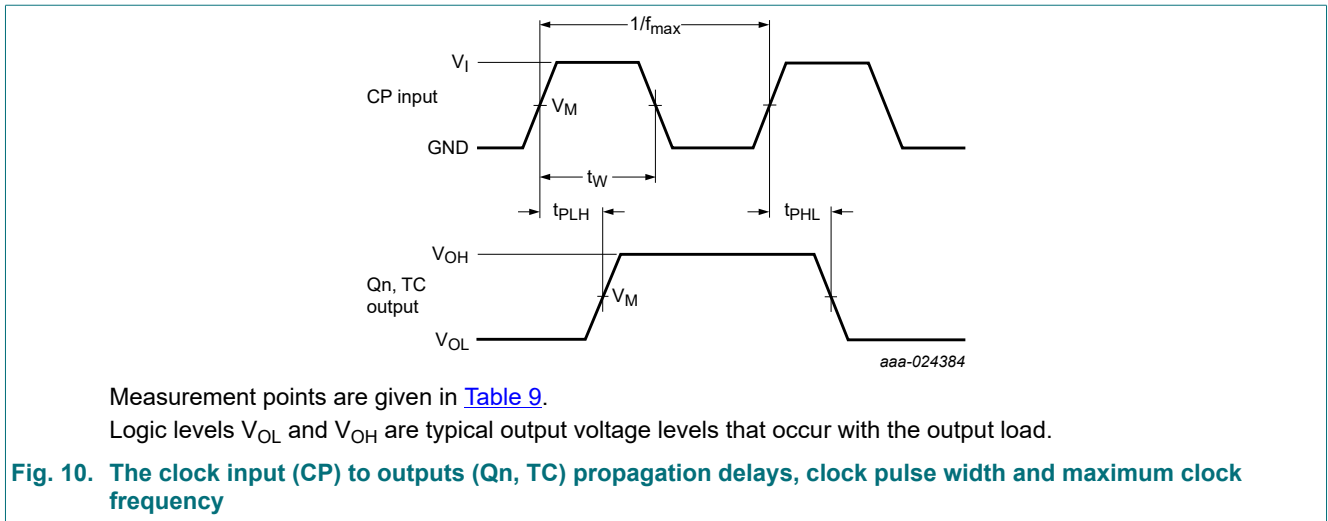 1/fmax
VI
CP input
VM
GND
tW
tPLH
tPHL
VOH
Qn, TC
output
VM
VOL
aaa-024384
Measurement points are given in Table 9.
Logic levels VOL and VOH are typical output voltage levels that occur with the output load.
Fig. 10. The clock input (CP) to outputs (Qn, TC) propagation delays, clock pulse width and maximum clock
frequency